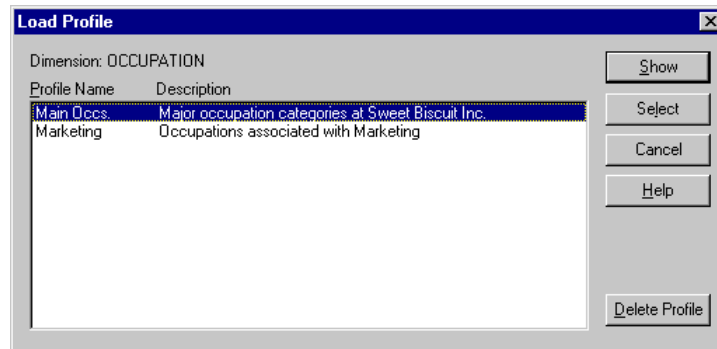 Load Profile
Dimension: OCCUPATION
Profile Name Description
Main Occs. Major occupation categories at Sweet Biscuit Inc.
Marketing Occupations associated with Marketing
Show
Select
Cancel
Help
Delete Profile